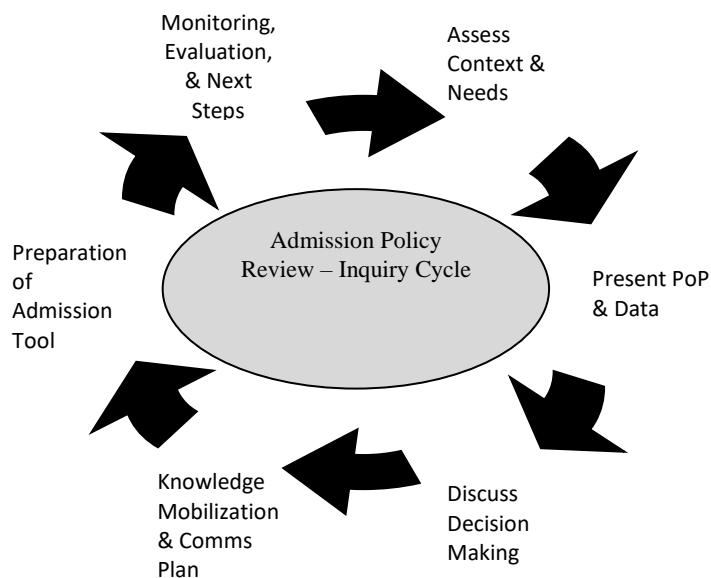 Monitoring,
Evaluation,
& Next
Steps
Assess
Context &
Needs
Admission Policy
Review – Inquiry Cycle
Present PoP
& Data
Preparation
of
Admission
Tool
Discuss
Decision
Making
Knowledge
Mobilization
& Comms
Plan